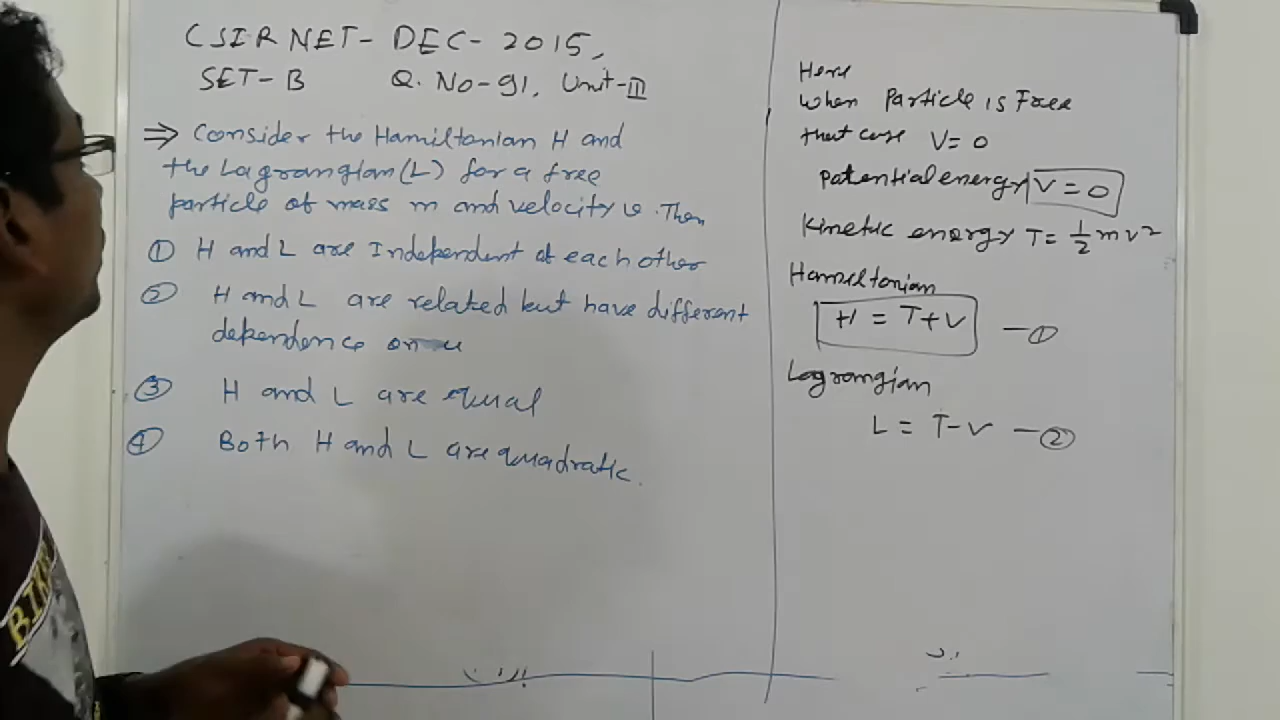 CSIR NET- DEC- 2015,
SET- B Q. No-91, Unit-III
⇒ Consider the Hamiltonian H and
the Lagrangian (L) for a free
particle of mass m and velocity v. Then
① H and L are Independent of each other
② H and L are related but have different
dependence on u
③ H and L are equal
④ Both H and L are quadratic.
Here
when Particle is Free
that case V= 0
Potential energy V = 0
Kinetic energy T= 1/2 mv²
Hamiltonian
H = T+V —①
Lagrangian
L = T-V —②